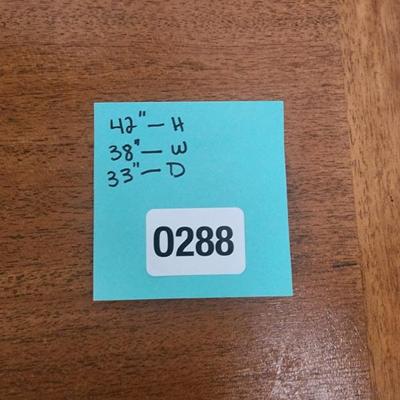 42" — H
38" — W
33" — D
0288